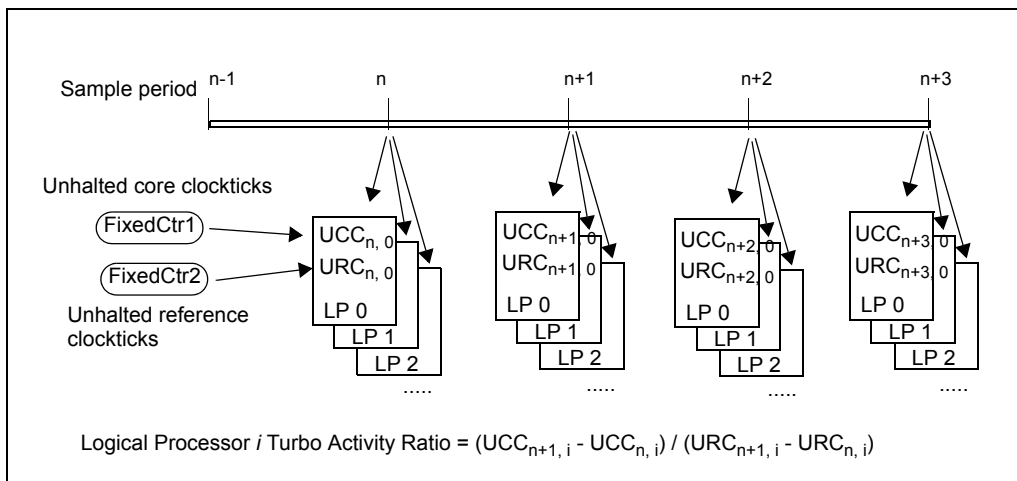 n-1 n n+1 n+2 n+3
Sample period
Unhalted core clockticks
FixedCtr1
FixedCtr2
Unhalted reference
clockticks
UCCn, 0
URCn, 0
LP 0
LP 1
LP 2
.....
UCCn+1, 0
URCn+1, 0
LP 0
LP 1
LP 2
.....
UCCn+2, 0
URCn+2, 0
LP 0
LP 1
LP 2
.....
UCCn+3, 0
URCn+3, 0
LP 0
LP 1
LP 2
.....
Logical Processor i Turbo Activity Ratio = (UCCn+1, i - UCCn, i) / (URCn+1, i - URCn, i)